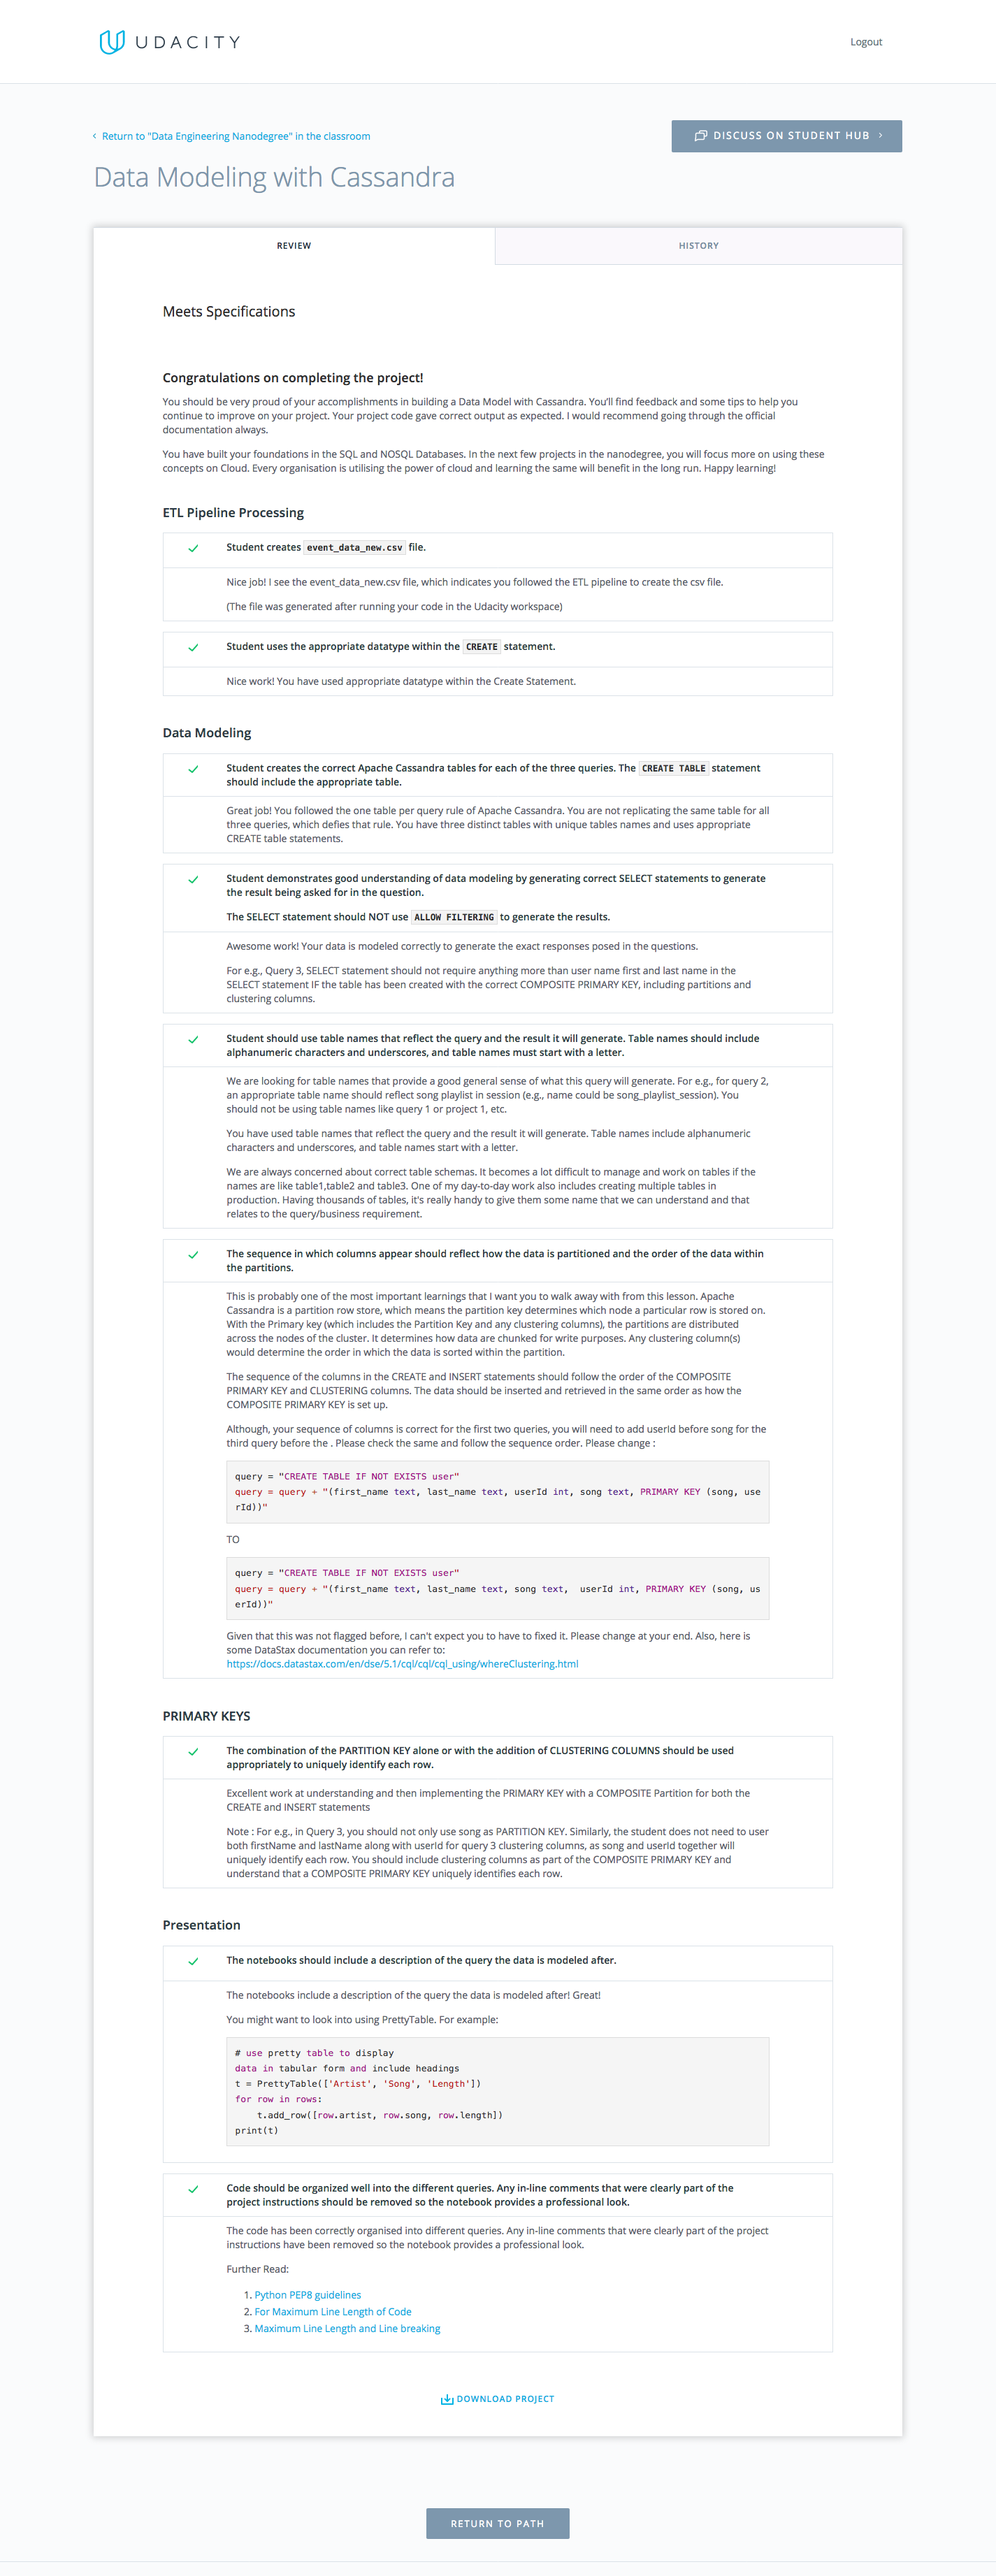 UDACITY
Logout
Return to "Data Engineering Nanodegree" in the classroom
DISCUSS ON STUDENT HUB
Data Modeling with Cassandra
REVIEW
HISTORY
Meets Specifications
Congratulations on completing the project!
You should be very proud of your accomplishments in building a Data Model with Cassandra. You'll find feedback and some tips to help you
continue to improve on your project. Your project code gave correct output as expected. I would recommend going through the official
documentation always.
You have built your foundations in the SQL and NOSQL Databases. In the next few projects in the nanodegree, you will focus more on using these
concepts on Cloud. Every organisation is utilising the power of cloud and learning the same will benefit in the long run. Happy learning!
ETL Pipeline Processing
Student creates event_data_new.csv file.
Nice job! I see the event_data_new.csv file, which indicates you followed the ETL pipeline to create the csv file.
(The file was generated after running your code in the Udacity workspace)
Student uses the appropriate datatype within the CREATE statement.
Nice work! You have used appropriate datatype within the Create Statement.
Data Modeling
Student creates the correct Apache Cassandra tables for each of the three queries. The CREATE TABLE statement
should include the appropriate table.
Great job! You followed the one table per query rule of Apache Cassandra. You are not replicating the same table for all
three queries, which defies that rule. You have three distinct tables with unique tables names and uses appropriate
CREATE table statements.
Student demonstrates good understanding of data modeling by generating correct SELECT statements to generate
the result being asked for in the question.
The SELECT statement should NOT use ALLOW FILTERING to generate the results.
Awesome work! Your data is modeled correctly to generate the exact responses posed in the questions.
For e.g., Query 3, SELECT statement should not require anything more than user name first and last name in the
SELECT statement IF the table has been created with the correct COMPOSITE PRIMARY KEY, including partitions and
clustering columns.
Student should use table names that reflect the query and the result it will generate. Table names should include
alphanumeric characters and underscores, and table names must start with a letter.
We are looking for table names that provide a good general sense of what this query will generate. For e.g., for query 2,
an appropriate table name should reflect song playlist in session (e.g., name could be song_playlist_session). You
should not be using table names like query 1 or project 1, etc.
You have used table names that reflect the query and the result it will generate. Table names include alphanumeric
characters and underscores, and table names start with a letter.
We are always concerned about correct table schemas. It becomes a lot difficult to manage and work on tables if the
names are like table1,table2 and table3. One of my day-to-day work also includes creating multiple tables in
production. Having thousands of tables, it's really handy to give them some name that we can understand and that
relates to the query/business requirement.
The sequence in which columns appear should reflect how the data is partitioned and the order of the data within
the partitions.
This is probably one of the most important learnings that I want you to walk away with from this lesson. Apache
Cassandra is a partition row store, which means the partition key determines which node a particular row is stored on.
With the Primary key (which includes the Partition Key and any clustering columns), the partitions are distributed
across the nodes of the cluster. It determines how data are chunked for write purposes. Any clustering column(s)
would determine the order in which the data is sorted within the partition.
The sequence of the columns in the CREATE and INSERT statements should follow the order of the COMPOSITE
PRIMARY KEY and CLUSTERING columns. The data should be inserted and retrieved in the same order as how the
COMPOSITE PRIMARY KEY is set up.
Although, your sequence of columns is correct for the first two queries, you will need to add userId before song for the
third query before the . Please check the same and follow the sequence order. Please change :
query = "CREATE TABLE IF NOT EXISTS user"
query = query + "(first_name text, last_name text, userId int, song text, PRIMARY KEY (song, use
rId))"
TO
query = "CREATE TABLE IF NOT EXISTS user"
query = query + "(first_name text, last_name text, song text,  userId int, PRIMARY KEY (song, us
erId))"
Given that this was not flagged before, I can't expect you to have to fixed it. Please change at your end. Also, here is
some DataStax documentation you can refer to:
https://docs.datastax.com/en/dse/5.1/cql/cql/cql_using/whereClustering.html
PRIMARY KEYS
The combination of the PARTITION KEY alone or with the addition of CLUSTERING COLUMNS should be used
appropriately to uniquely identify each row.
Excellent work at understanding and then implementing the PRIMARY KEY with a COMPOSITE Partition for both the
CREATE and INSERT statements
Note : For e.g., in Query 3, you should not only use song as PARTITION KEY. Similarly, the student does not need to user
both firstName and lastName along with userId for query 3 clustering columns, as song and userId together will
uniquely identify each row. You should include clustering columns as part of the COMPOSITE PRIMARY KEY and
understand that a COMPOSITE PRIMARY KEY uniquely identifies each row.
Presentation
The notebooks should include a description of the query the data is modeled after.
The notebooks include a description of the query the data is modeled after! Great!
You might want to look into using PrettyTable. For example:
# use pretty table to display
data in tabular form and include headings
t = PrettyTable(['Artist', 'Song', 'Length'])
for row in rows:
t.add_row([row.artist, row.song, row.length])
print(t)
Code should be organized well into the different queries. Any in-line comments that were clearly part of the
project instructions should be removed so the notebook provides a professional look.
The code has been correctly organised into different queries. Any in-line comments that were clearly part of the project
instructions have been removed so the notebook provides a professional look.
Further Read:
1. Python PEP8 guidelines
2. For Maximum Line Length of Code
3. Maximum Line Length and Line breaking
DOWNLOAD PROJECT
RETURN TO PATH